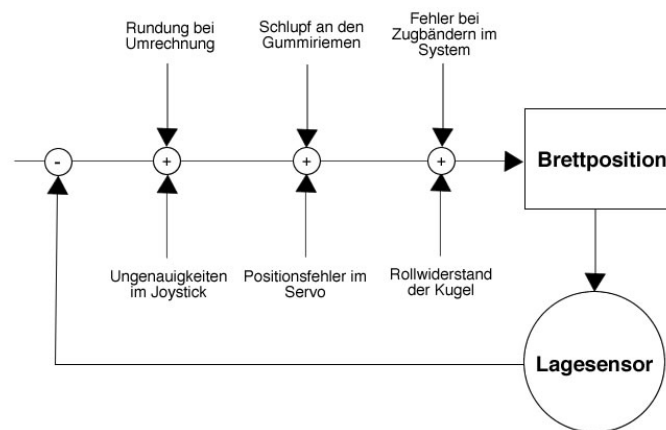 Rundung bei
Umrechnung
Schlupf an den
Gummiriemen
Fehler bei
Zugbändern im
System
-
+
+
+
Brettposition
Ungenauigkeiten
im Joystick
Positionsfehler im
Servo
Rollwiderstand
der Kugel
Lagesensor